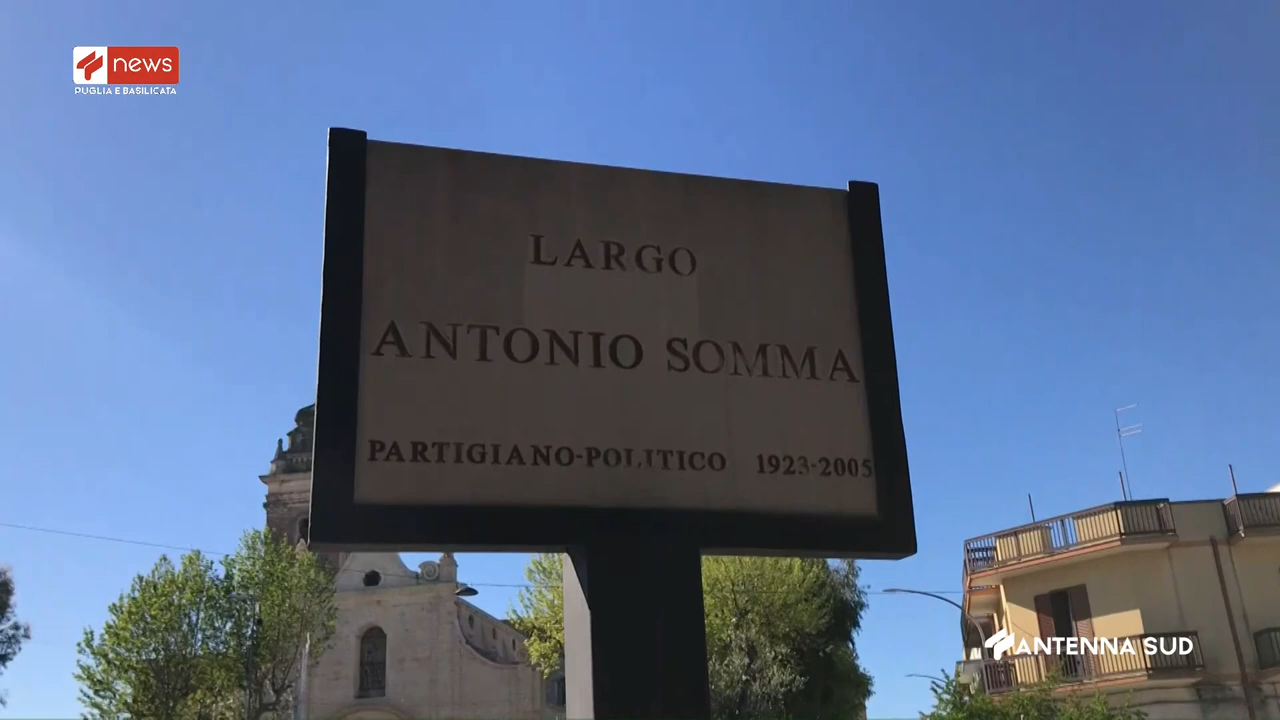 news
PUGLIA E BASILICATA
LARGO
ANTONIO SOMMA
PARTIGIANO-POLITICO 1923-2005
ANTENNA SUD